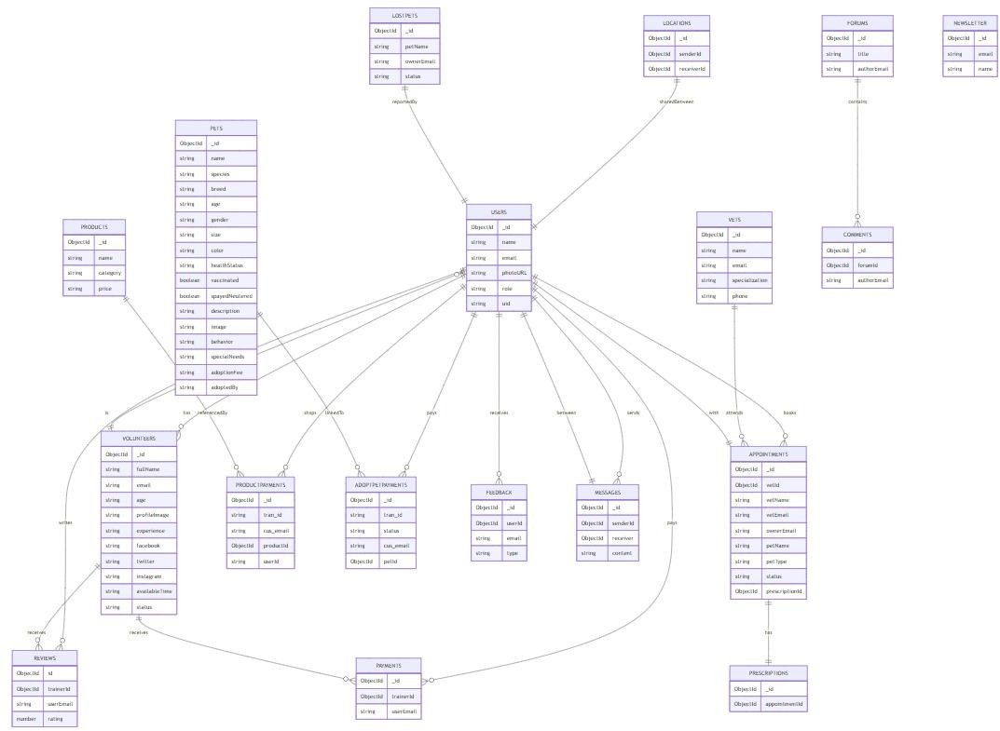 LOSTPETS
ObjectId _id
string petName
string ownerEmail
string status
LOCATIONS
ObjectId _id
ObjectId senderId
ObjectId receiverId
FORUMS
ObjectId _id
string title
string authorEmail
NEWSLETTER
ObjectId _id
string email
string name
reportedBy
sharedBetween
contains
PETS
ObjectId _id
string name
string species
string breed
string age
string gender
string size
string color
string healthStatus
boolean vaccinated
boolean spayedNeutered
string description
string image
string behavior
string specialNeeds
string adoptionFee
string adoptedBy
PRODUCTS
ObjectId _id
string name
string category
string price
USERS
ObjectId _id
string name
string email
string photoURL
string role
string uid
VETS
ObjectId _id
string name
string email
string specialization
string phone
COMMENTS
ObjectId _id
ObjectId forumId
string authorEmail
is
has
referencedBy
shops
linkedTo
pays
receives
between
sends
with
attends
books
VOLUNTEERS
ObjectId _id
string fullName
string email
string age
string profileImage
string experience
string facebook
string twitter
string instagram
string availableTime
string status
PRODUCTPAYMENTS
ObjectId _id
string tran_id
string cus_email
ObjectId productId
string userId
ADOPTPETPAYMENTS
ObjectId _id
string tran_id
string status
string cus_email
ObjectId petId
FEEDBACK
ObjectId _id
ObjectId userId
string email
string type
MESSAGES
ObjectId _id
ObjectId senderId
ObjectId receiver
string content
APPOINTMENTS
ObjectId _id
ObjectId vetId
string vetName
string vetEmail
string ownerEmail
string petName
string petType
string status
ObjectId prescriptionId
writes
pays
receives
receives
has
REVIEWS
ObjectId id
ObjectId trainerId
string userEmail
number rating
PAYMENTS
ObjectId _id
ObjectId trainerId
string userEmail
PRESCRIPTIONS
ObjectId _id
ObjectId appointmentId